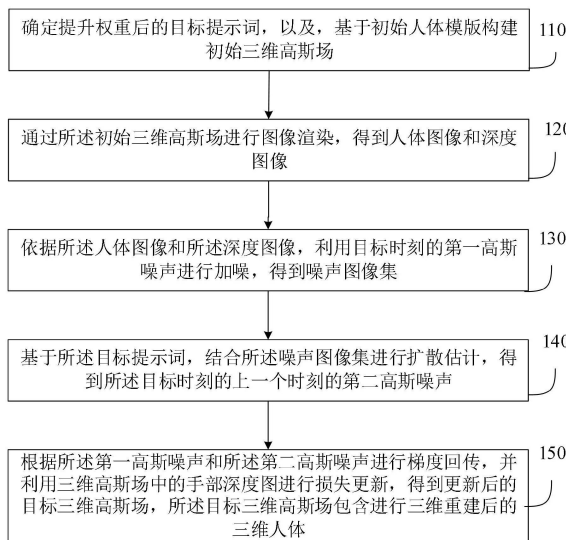 确定提升权重后的目标提示词，以及，基于初始人体模版构建
初始三维高斯场
110
通过所述初始三维高斯场进行图像渲染，得到人体图像和深度
图像
120
依据所述人体图像和所述深度图像，利用目标时刻的第一高斯
噪声进行加噪，得到噪声图像集
130
基于所述目标提示词，结合所述噪声图像集进行扩散估计，得
到所述目标时刻的上一个时刻的第二高斯噪声
140
根据所述第一高斯噪声和所述第二高斯噪声进行梯度回传，并
利用三维高斯场中的手部深度图进行损失更新，得到更新后的
目标三维高斯场，所述目标三维高斯场包含进行三维重建后的
三维人体
150